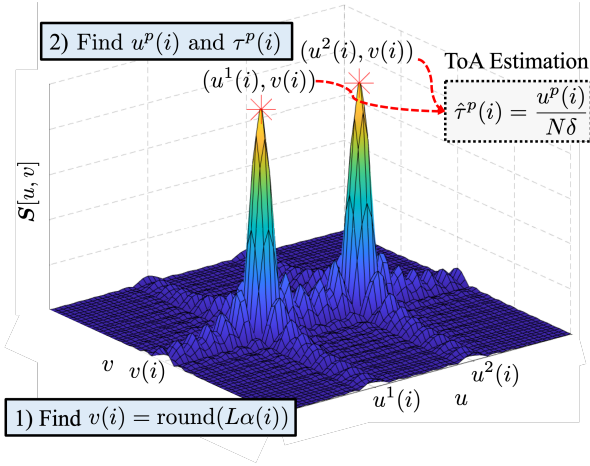 2) Find u^p(i) and τ^p(i)
(u^2(i), v(i))
(u^1(i), v(i))
ToA Estimation
τ̂^p(i) = u^p(i) / Nδ
S[u, v]
v
v(i)
u^2(i)
u^1(i)
u
1) Find v(i) = round(Lα(i))